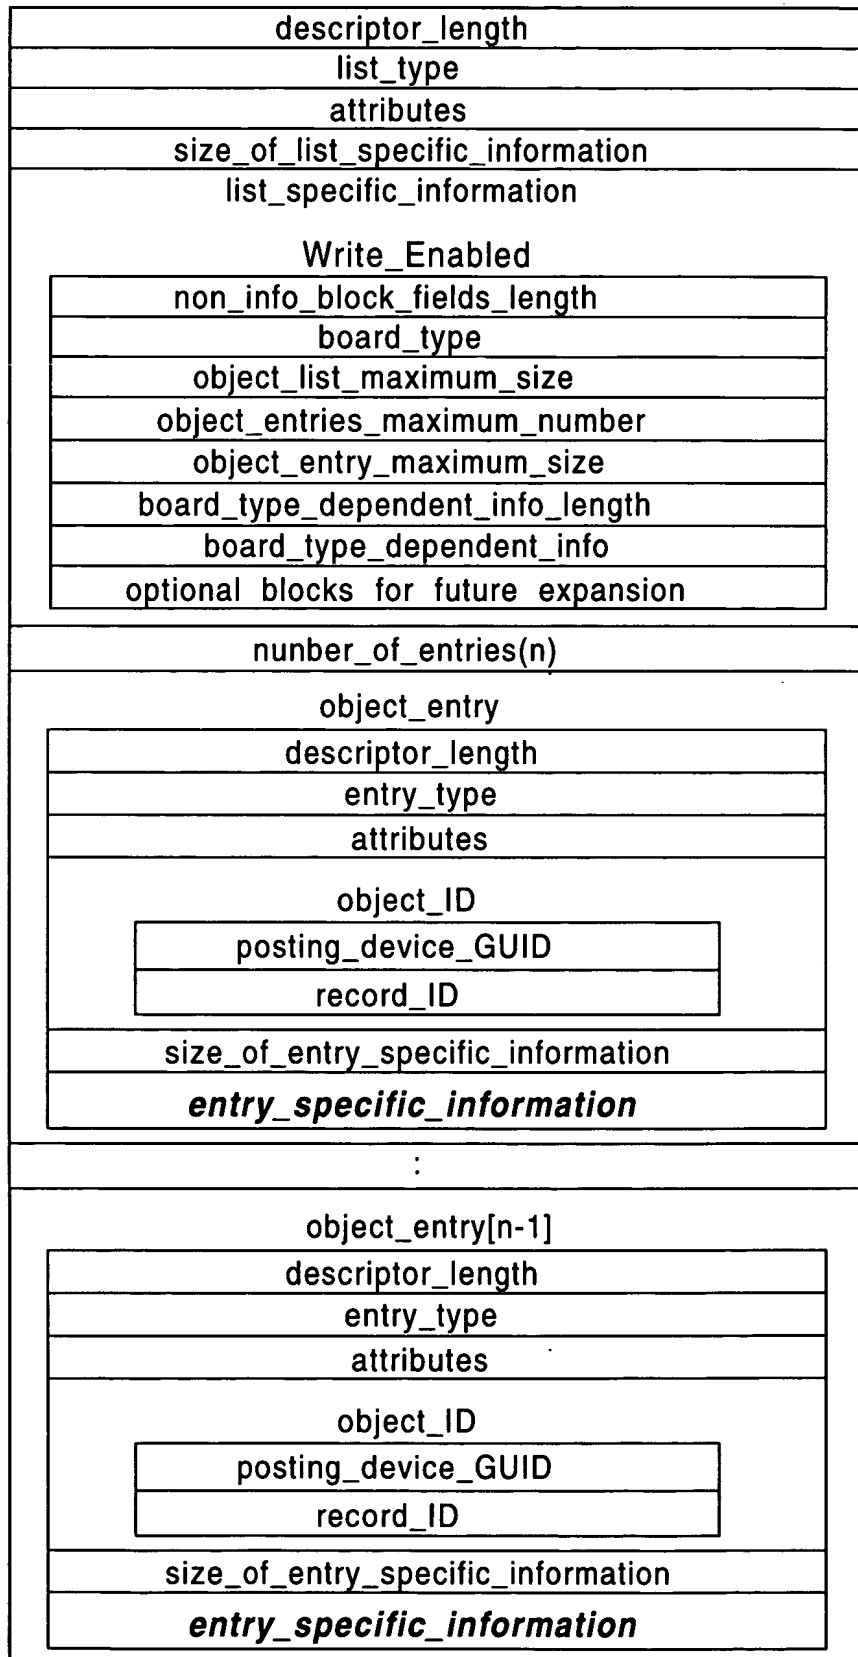 descriptor_length
list_type
attributes
size_of_list_specific_information
list_specific_information
Write_Enabled
non_info_block_fields_length
board_type
object_list_maximum_size
object_entries_maximum_number
object_entry_maximum_size
board_type_dependent_info_length
board_type_dependent_info
optional blocks for future expansion
nunber_of_entries(n)
object_entry
descriptor_length
entry_type
attributes
object_ID
posting_device_GUID
record_ID
size_of_entry_specific_information
entry_specific_information
:
object_entry[n-1]
descriptor_length
entry_type
attributes
object_ID
posting_device_GUID
record_ID
size_of_entry_specific_information
entry_specific_information